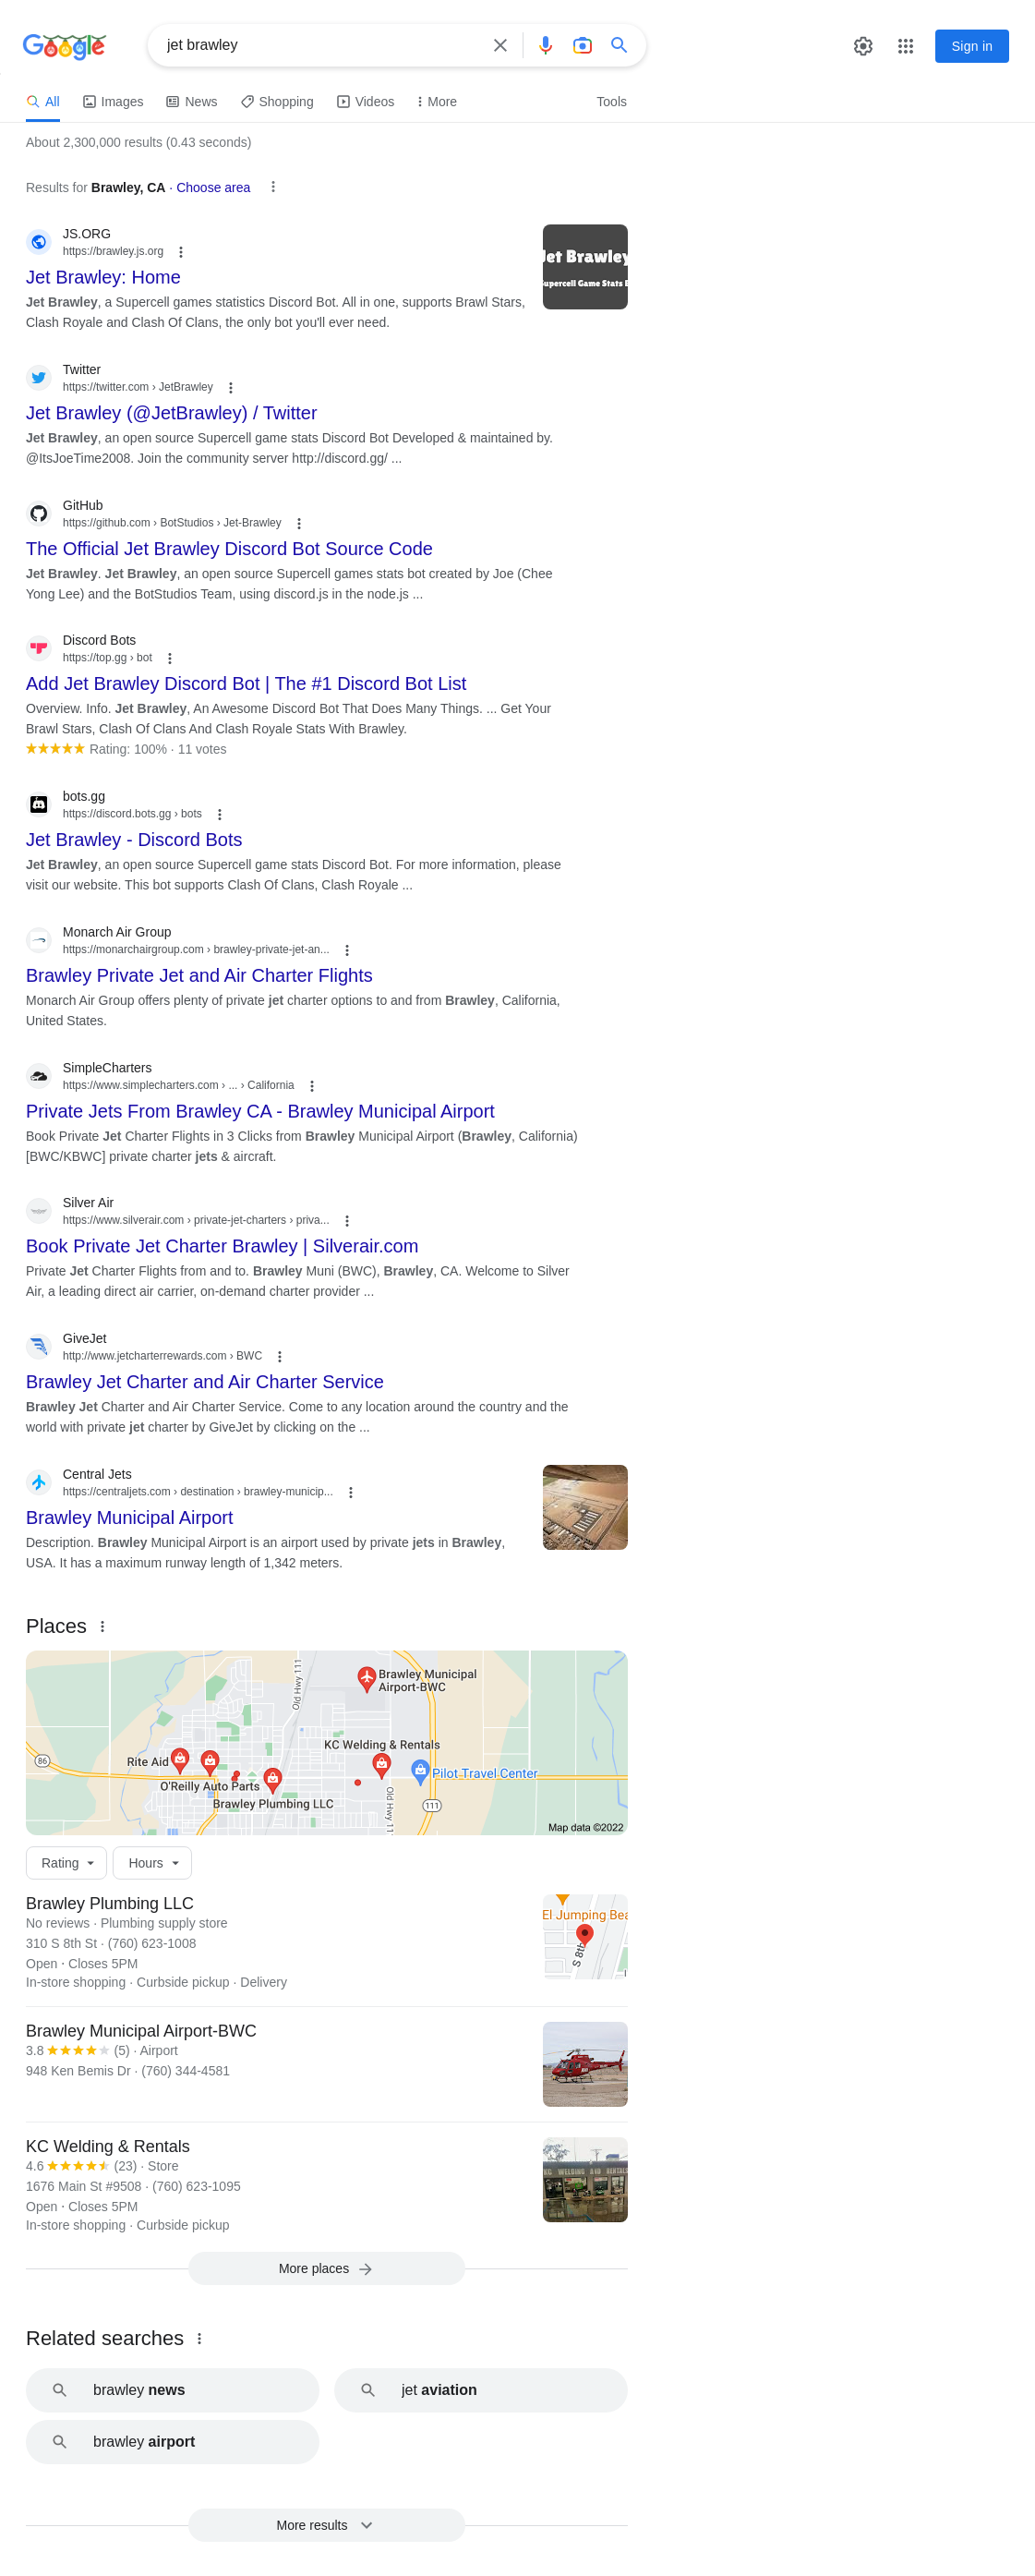 Google
jet brawley
Sign in
All
Images
News
Shopping
Videos
More
Tools
About 2,300,000 results (0.43 seconds)
Results for Brawley, CA · Choose area
JS.ORG
https://brawley.js.org
Jet Brawley: Home
Jet Brawley, a Supercell games statistics Discord Bot. All in one, supports Brawl Stars,
Clash Royale and Clash Of Clans, the only bot you'll ever need.
Jet Brawley
Supercell Game Stats
Twitter
https://twitter.com › JetBrawley
Jet Brawley (@JetBrawley) / Twitter
Jet Brawley, an open source Supercell game stats Discord Bot Developed & maintained by.
@ItsJoeTime2008. Join the community server http://discord.gg/ ...
GitHub
https://github.com › BotStudios › Jet-Brawley
The Official Jet Brawley Discord Bot Source Code
Jet Brawley. Jet Brawley, an open source Supercell games stats bot created by Joe (Chee
Yong Lee) and the BotStudios Team, using discord.js in the node.js ...
Discord Bots
https://top.gg › bot
Add Jet Brawley Discord Bot | The #1 Discord Bot List
Overview. Info. Jet Brawley, An Awesome Discord Bot That Does Many Things. ... Get Your
Brawl Stars, Clash Of Clans And Clash Royale Stats With Brawley.
Rating: 100% · 11 votes
bots.gg
https://discord.bots.gg › bots
Jet Brawley - Discord Bots
Jet Brawley, an open source Supercell game stats Discord Bot. For more information, please
visit our website. This bot supports Clash Of Clans, Clash Royale ...
Monarch Air Group
https://monarchairgroup.com › brawley-private-jet-an...
Brawley Private Jet and Air Charter Flights
Monarch Air Group offers plenty of private jet charter options to and from Brawley, California,
United States.
SimpleCharters
https://www.simplecharters.com › ... › California
Private Jets From Brawley CA - Brawley Municipal Airport
Book Private Jet Charter Flights in 3 Clicks from Brawley Municipal Airport (Brawley, California)
[BWC/KBWC] private charter jets & aircraft.
Silver Air
https://www.silverair.com › private-jet-charters › priva...
Book Private Jet Charter Brawley | Silverair.com
Private Jet Charter Flights from and to. Brawley Muni (BWC), Brawley, CA. Welcome to Silver
Air, a leading direct air carrier, on-demand charter provider ...
GiveJet
http://www.jetcharterrewards.com › BWC
Brawley Jet Charter and Air Charter Service
Brawley Jet Charter and Air Charter Service. Come to any location around the country and the
world with private jet charter by GiveJet by clicking on the ...
Central Jets
https://centraljets.com › destination › brawley-municip...
Brawley Municipal Airport
Description. Brawley Municipal Airport is an airport used by private jets in Brawley,
USA. It has a maximum runway length of 1,342 meters.
Places
Old Hwy 111
Brawley Municipal
Airport-BWC
KC Welding & Rentals
86
Rite Aid
Pilot Travel Center
O'Reilly Auto Parts
Brawley Plumbing LLC
Old Hwy 11
111
Map data ©2022
Rating
Hours
Brawley Plumbing LLC
No reviews · Plumbing supply store
310 S 8th St · (760) 623-1008
Open ⋅ Closes 5PM
In-store shopping · Curbside pickup · Delivery
El Jumping Bea
S 8th
Brawley Municipal Airport-BWC
3.8 (5) · Airport
948 Ken Bemis Dr · (760) 344-4581
KC Welding & Rentals
4.6 (23) · Store
1676 Main St #9508 · (760) 623-1095
Open ⋅ Closes 5PM
In-store shopping · Curbside pickup
KC WELDING AND RENTALS
More places
Related searches
brawley news
jet aviation
brawley airport
More results